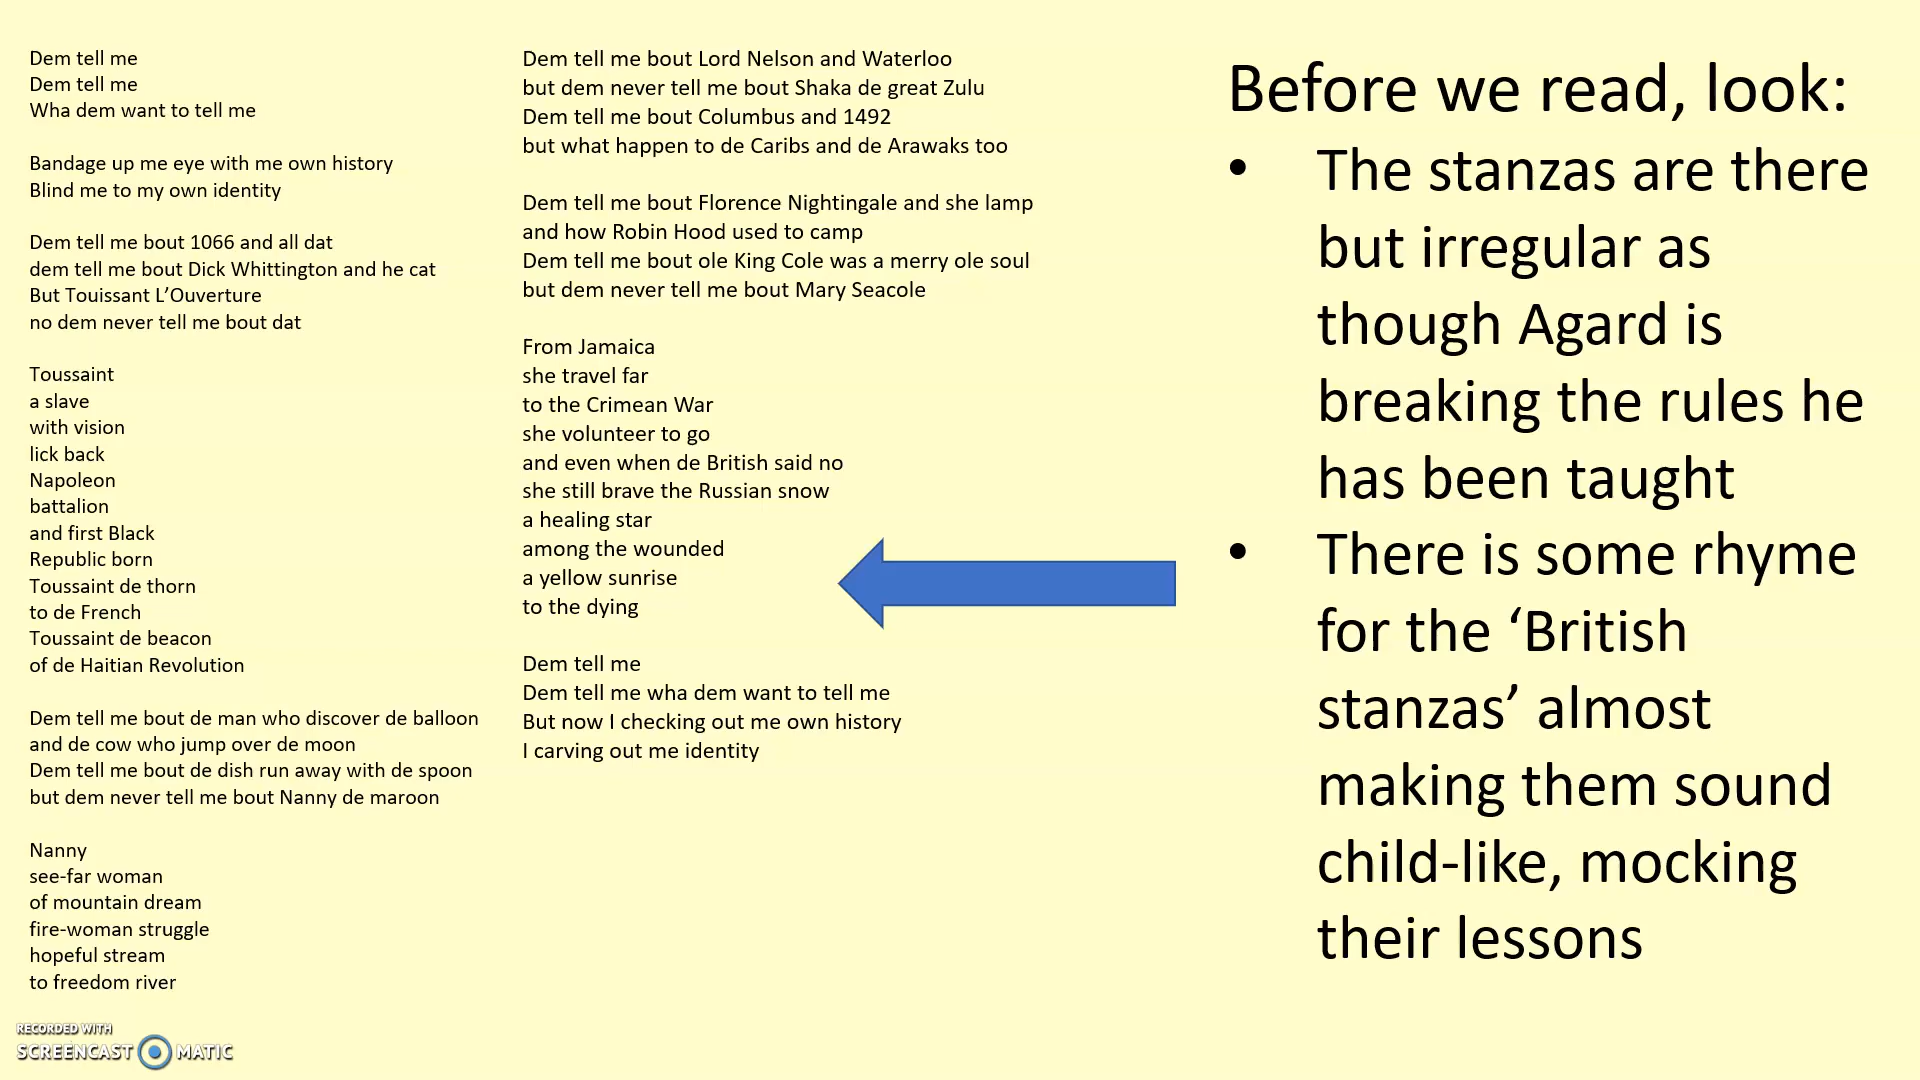 Dem tell me
Dem tell me
Wha dem want to tell me
Bandage up me eye with me own history
Blind me to my own identity
Dem tell me bout 1066 and all dat
dem tell me bout Dick Whittington and he cat
But Touissant L’Ouverture
no dem never tell me bout dat
Toussaint
a slave
with vision
lick back
Napoleon
battalion
and first Black
Republic born
Toussaint de thorn
to de French
Toussaint de beacon
of de Haitian Revolution
Dem tell me bout de man who discover de balloon
and de cow who jump over de moon
Dem tell me bout de dish run away with de spoon
but dem never tell me bout Nanny de maroon
Nanny
see-far woman
of mountain dream
fire-woman struggle
hopeful stream
to freedom river
Dem tell me bout Lord Nelson and Waterloo
but dem never tell me bout Shaka de great Zulu
Dem tell me bout Columbus and 1492
but what happen to de Caribs and de Arawaks too
Dem tell me bout Florence Nightingale and she lamp
and how Robin Hood used to camp
Dem tell me bout ole King Cole was a merry ole soul
but dem never tell me bout Mary Seacole
From Jamaica
she travel far
to the Crimean War
she volunteer to go
and even when de British said no
she still brave the Russian snow
a healing star
among the wounded
a yellow sunrise
to the dying
Dem tell me
Dem tell me wha dem want to tell me
But now I checking out me own history
I carving out me identity
Before we read, look:
• The stanzas are there
but irregular as
though Agard is
breaking the rules he
has been taught
• There is some rhyme
for the ‘British
stanzas’ almost
making them sound
child-like, mocking
their lessons
RECORDED WITH
SCREENCAST MATIC